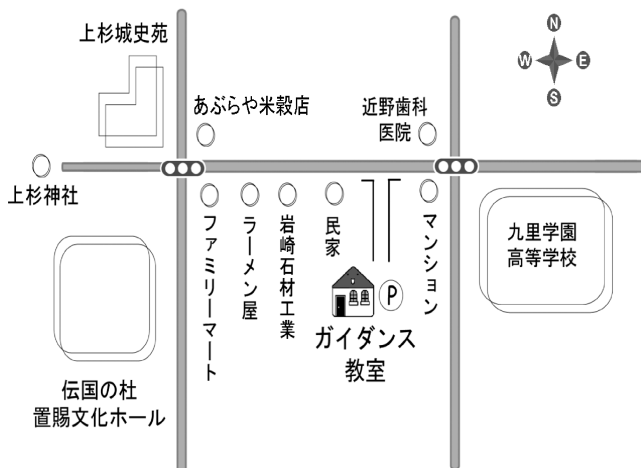 上杉城史苑
N
W
E
S
あぶらや米穀店
近野歯科
医院
上杉神社
ファミリーマート
ラーメン屋
岩崎石材工業
民家
マンション
九里学園
高等学校
P
ガイダンス
教室
伝国の杜
置賜文化ホール